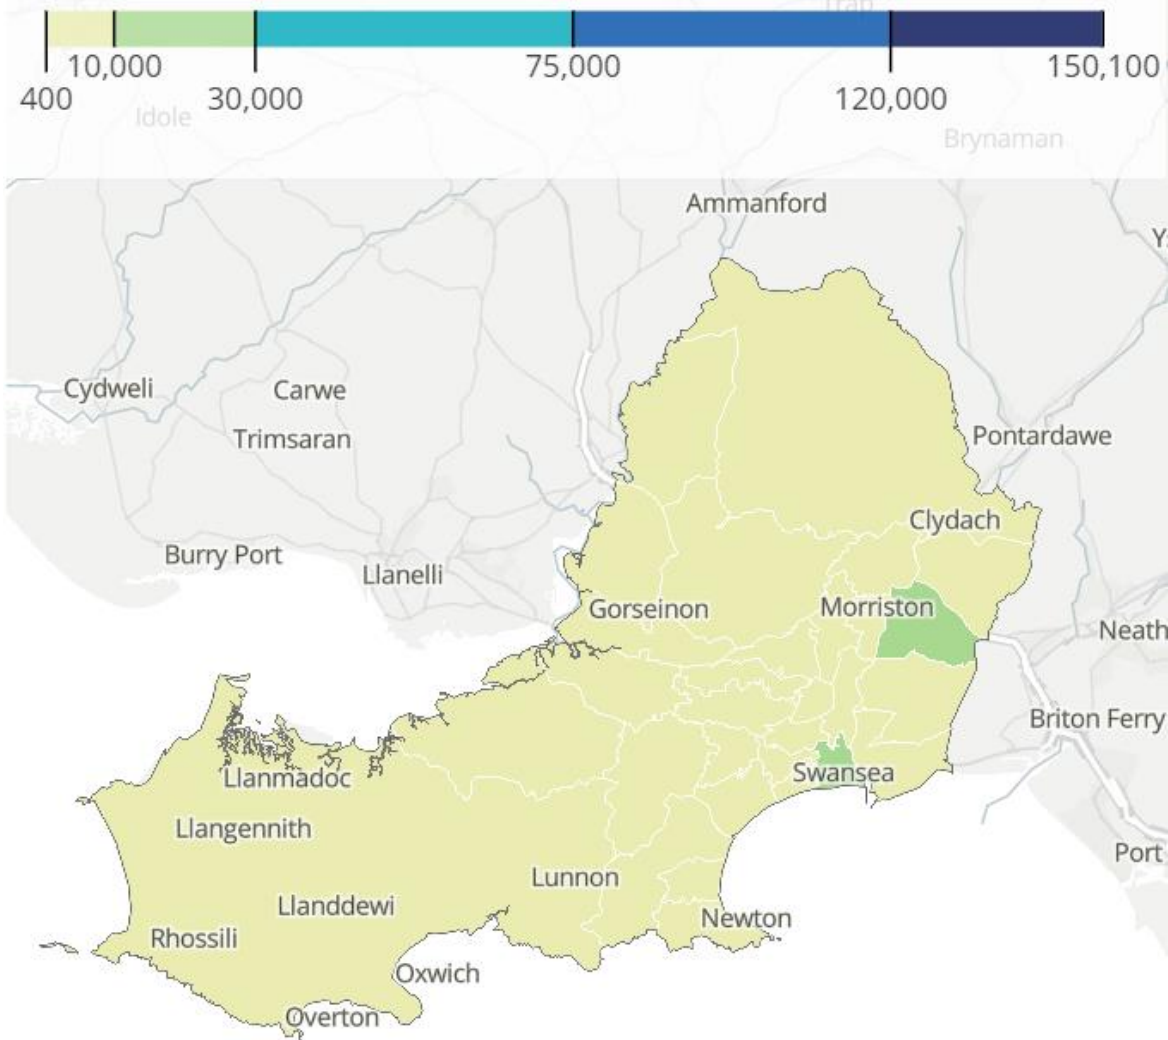 Trap
10,000
75,000
150,100
400
30,000
120,000
Idole
Brynaman
Ammanford
Cydweli
Carwe
Trimsaran
Pontardawe
Clydach
Burry Port
Llanelli
Gorseinon
Morriston
Neath
Briton Ferry
Llanmadoc
Swansea
Llangennith
Port
Lunnon
Llanddewi
Newton
Rhossili
Oxwich
Overton